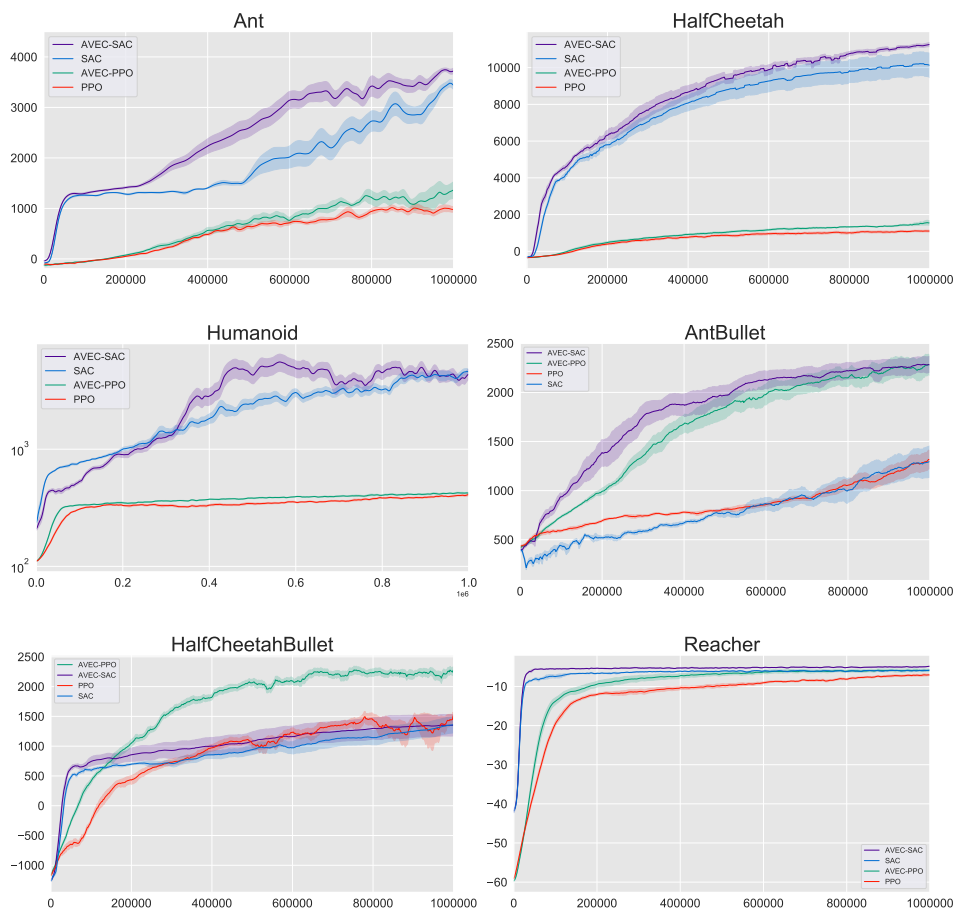 Ant
AVEC-SAC
SAC
AVEC-PPO
PPO
4000
3000
2000
1000
0
0 200000 400000 600000 800000 1000000
HalfCheetah
AVEC-SAC
SAC
AVEC-PPO
PPO
10000
8000
6000
4000
2000
0
0 200000 400000 600000 800000 1000000
Humanoid
AVEC-SAC
SAC
AVEC-PPO
PPO
10³
10²
0.0 0.2 0.4 0.6 0.8 1.0
1e6
AntBullet
AVEC-SAC
AVEC-PPO
PPO
SAC
2500
2000
1500
1000
500
0 200000 400000 600000 800000 1000000
HalfCheetahBullet
AVEC-PPO
AVEC-SAC
PPO
SAC
2500
2000
1500
1000
500
0
−500
−1000
0 200000 400000 600000 800000 1000000
Reacher
−10
−20
−30
−40
−50
−60
AVEC-SAC
SAC
AVEC-PPO
PPO
0 200000 400000 600000 800000 1000000